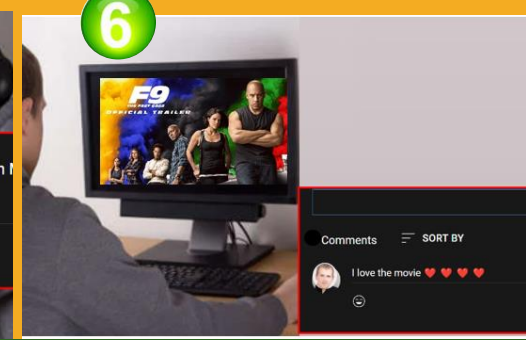 6
F9
THE FAST SAGA
OFFICIAL TRAILER
Comments
SORT BY
I love the movie ❤️ ❤️ ❤️ ❤️